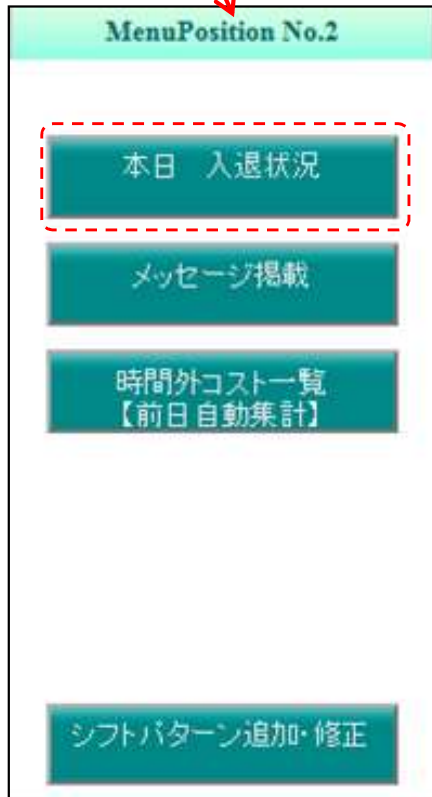 MenuPosition No.2
本日　入退状況
メッセージ掲載
時間外コスト一覧
【前日自動集計】
シフトパターン追加・修正